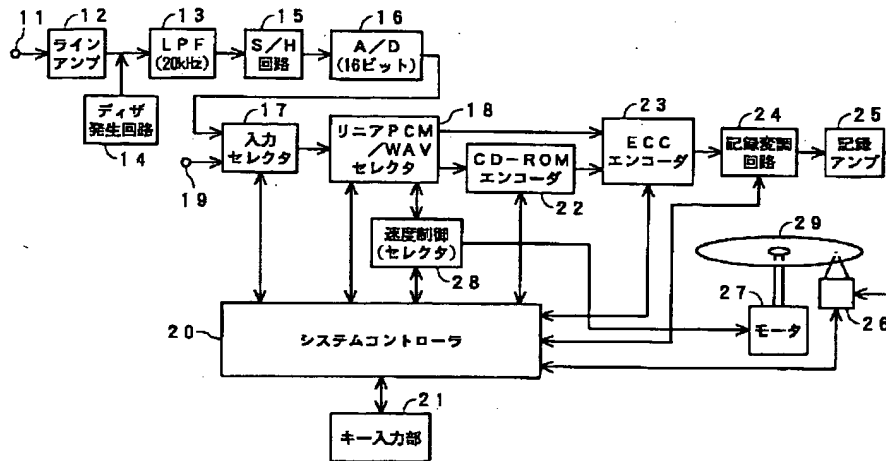 11
12
13
15
16
ライン
アンプ
LPF
(20kHz)
S/H
回路
A/D
(16ビット)
ディザ
発生回路
14
17
入力
セレクタ
19
18
リニアPCM
/WAV
セレクタ
CD-ROM
エンコーダ
22
23
ECC
エンコーダ
24
記録変調
回路
25
記録
アンプ
速度制御
(セレクタ)
28
29
27
モータ
26
20
システムコントローラ
21
キー入力部